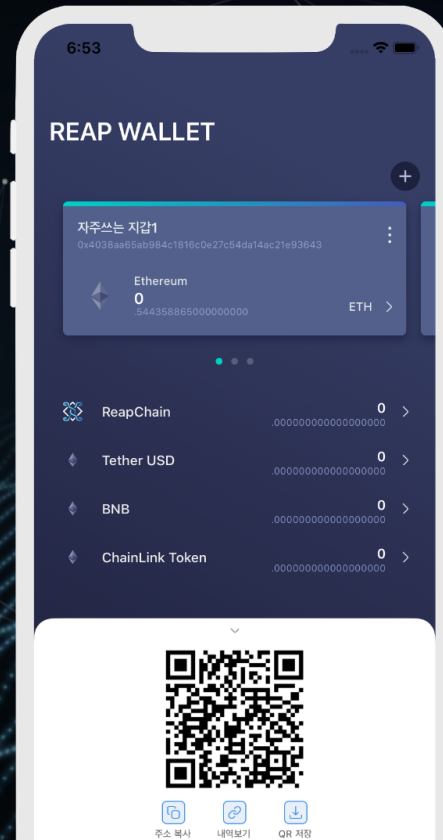 6:53
REAP WALLET
자주쓰는 지갑1
0x4038aa65ab984c1816c0e27c54da14ac21e93643
Ethereum
0
.544358865000000000
ETH
ReapChain
0
.000000000000000000
Tether USD
0
.000000000000000000
BNB
0
.000000000000000000
ChainLink Token
0
.000000000000000000
주소 복사 내역보기 QR 저장